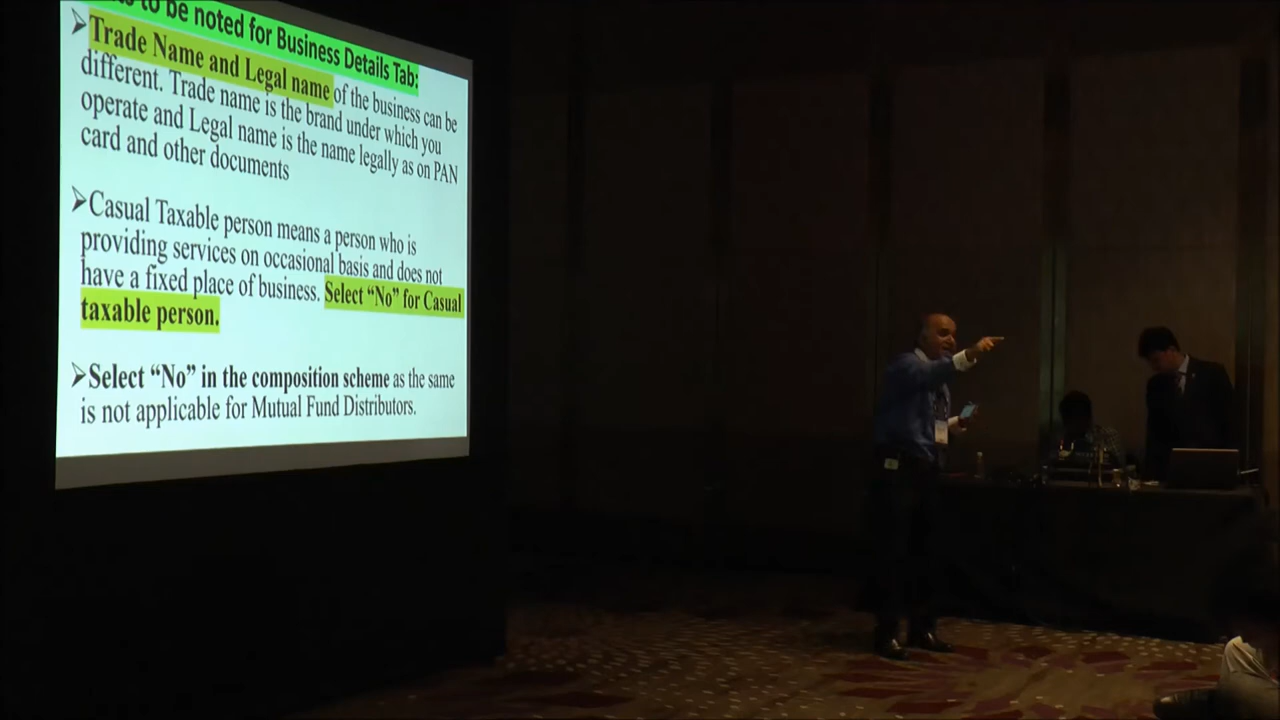 to be noted for Business Details Tab:
➢Trade Name and Legal name of the business can be
different. Trade name is the brand under which you
operate and Legal name is the name legally as on PAN
card and other documents
➢Casual Taxable person means a person who is
providing services on occasional basis and does not
have a fixed place of business. Select “No” for Casual
taxable person.
➢Select “No” in the composition scheme as the same
is not applicable for Mutual Fund Distributors.